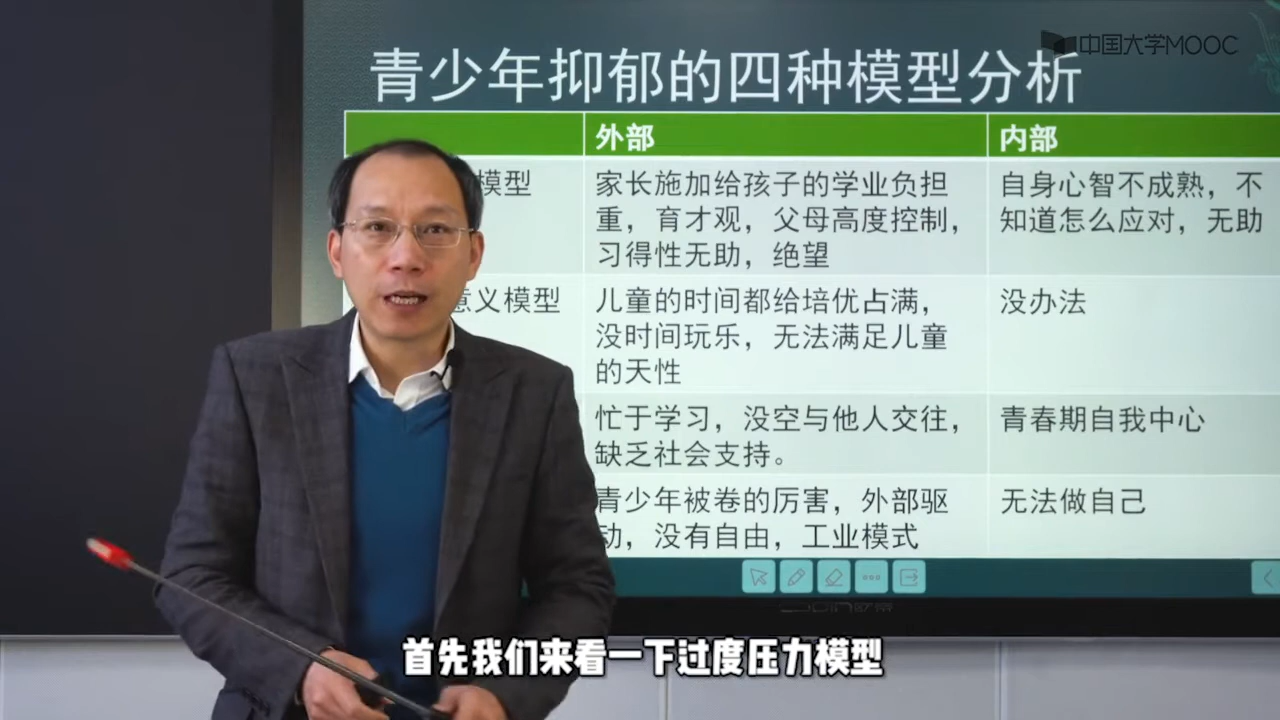 中国大学MOOC
青少年抑郁的四种模型分析
外部
内部
模型
家长施加给孩子的学业负担
重，育才观，父母高度控制，
习得性无助，绝望
自身心智不成熟，不
知道怎么应对，无助
意义模型
儿童的时间都给培优占满，
没时间玩乐，无法满足儿童
的天性
没办法
忙于学习，没空与他人交往，
缺乏社会支持。
青春期自我中心
青少年被卷的厉害，外部驱
动，没有自由，工业模式
无法做自己
首先我们来看一下过度压力模型